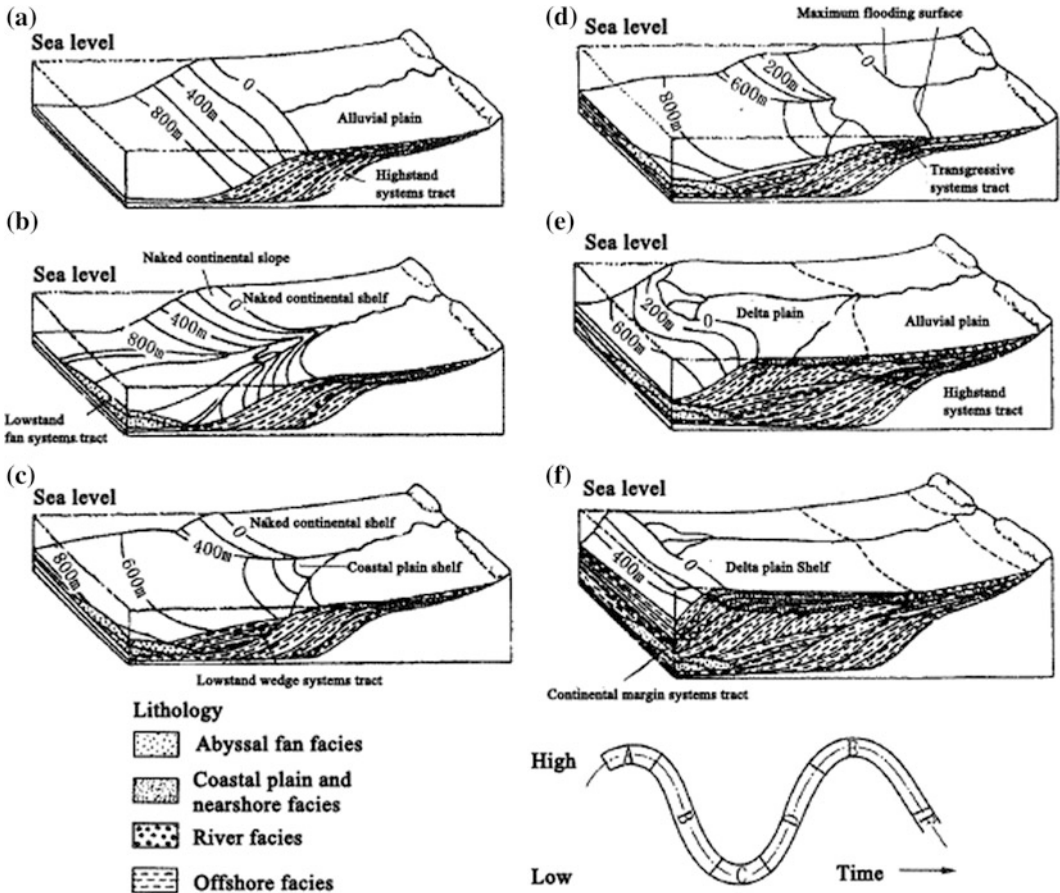 (a)
Sea level
0
400m
800m
Alluvial plain
Highstand
systems tract
(b)
Naked continental slope
Sea level
0
Naked continental shelf
400m
800m
Lowstand
fan systems tract
(c)
Sea level
Naked continental shelf
0
400m
Coastal plain shelf
800m
600m
Lowstand wedge systems tract
Lithology
Abyssal fan facies
Coastal plain and
nearshore facies
River facies
Offshore facies
(d)
Maximum flooding surface
Sea level
0
200m
600m
800m
Transgressive
systems tract
(e)
Sea level
200m
0
Delta plain
600m
Alluvial plain
Highstand
systems tract
(f)
Sea level
400m
0
Delta plain Shelf
Continental margin systems tract
High
A
B
C
D
E
F
Low
Time